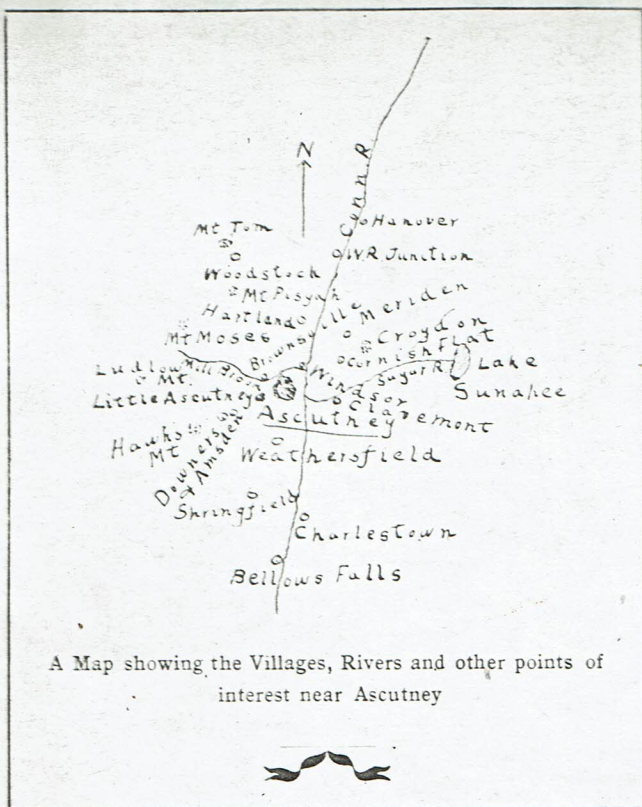 N
Conn. R
Hanover
Mt Tom
W.R. Junction
Woodstock
Mt Pisgah
Meriden
Hartland
Brownsville
Mt Moses
Croydon
Cornish Flat
Ludlow
Mt.
Mill Brook
Windsor
Sugar R
Lake
Sunapee
Little Ascutney
Claremont
Ascutney
Hawks
Mt
Downers
& Amsden
Weathersfield
Springfield
Charlestown
Bellows Falls
A Map showing the Villages, Rivers and other points of
interest near Ascutney